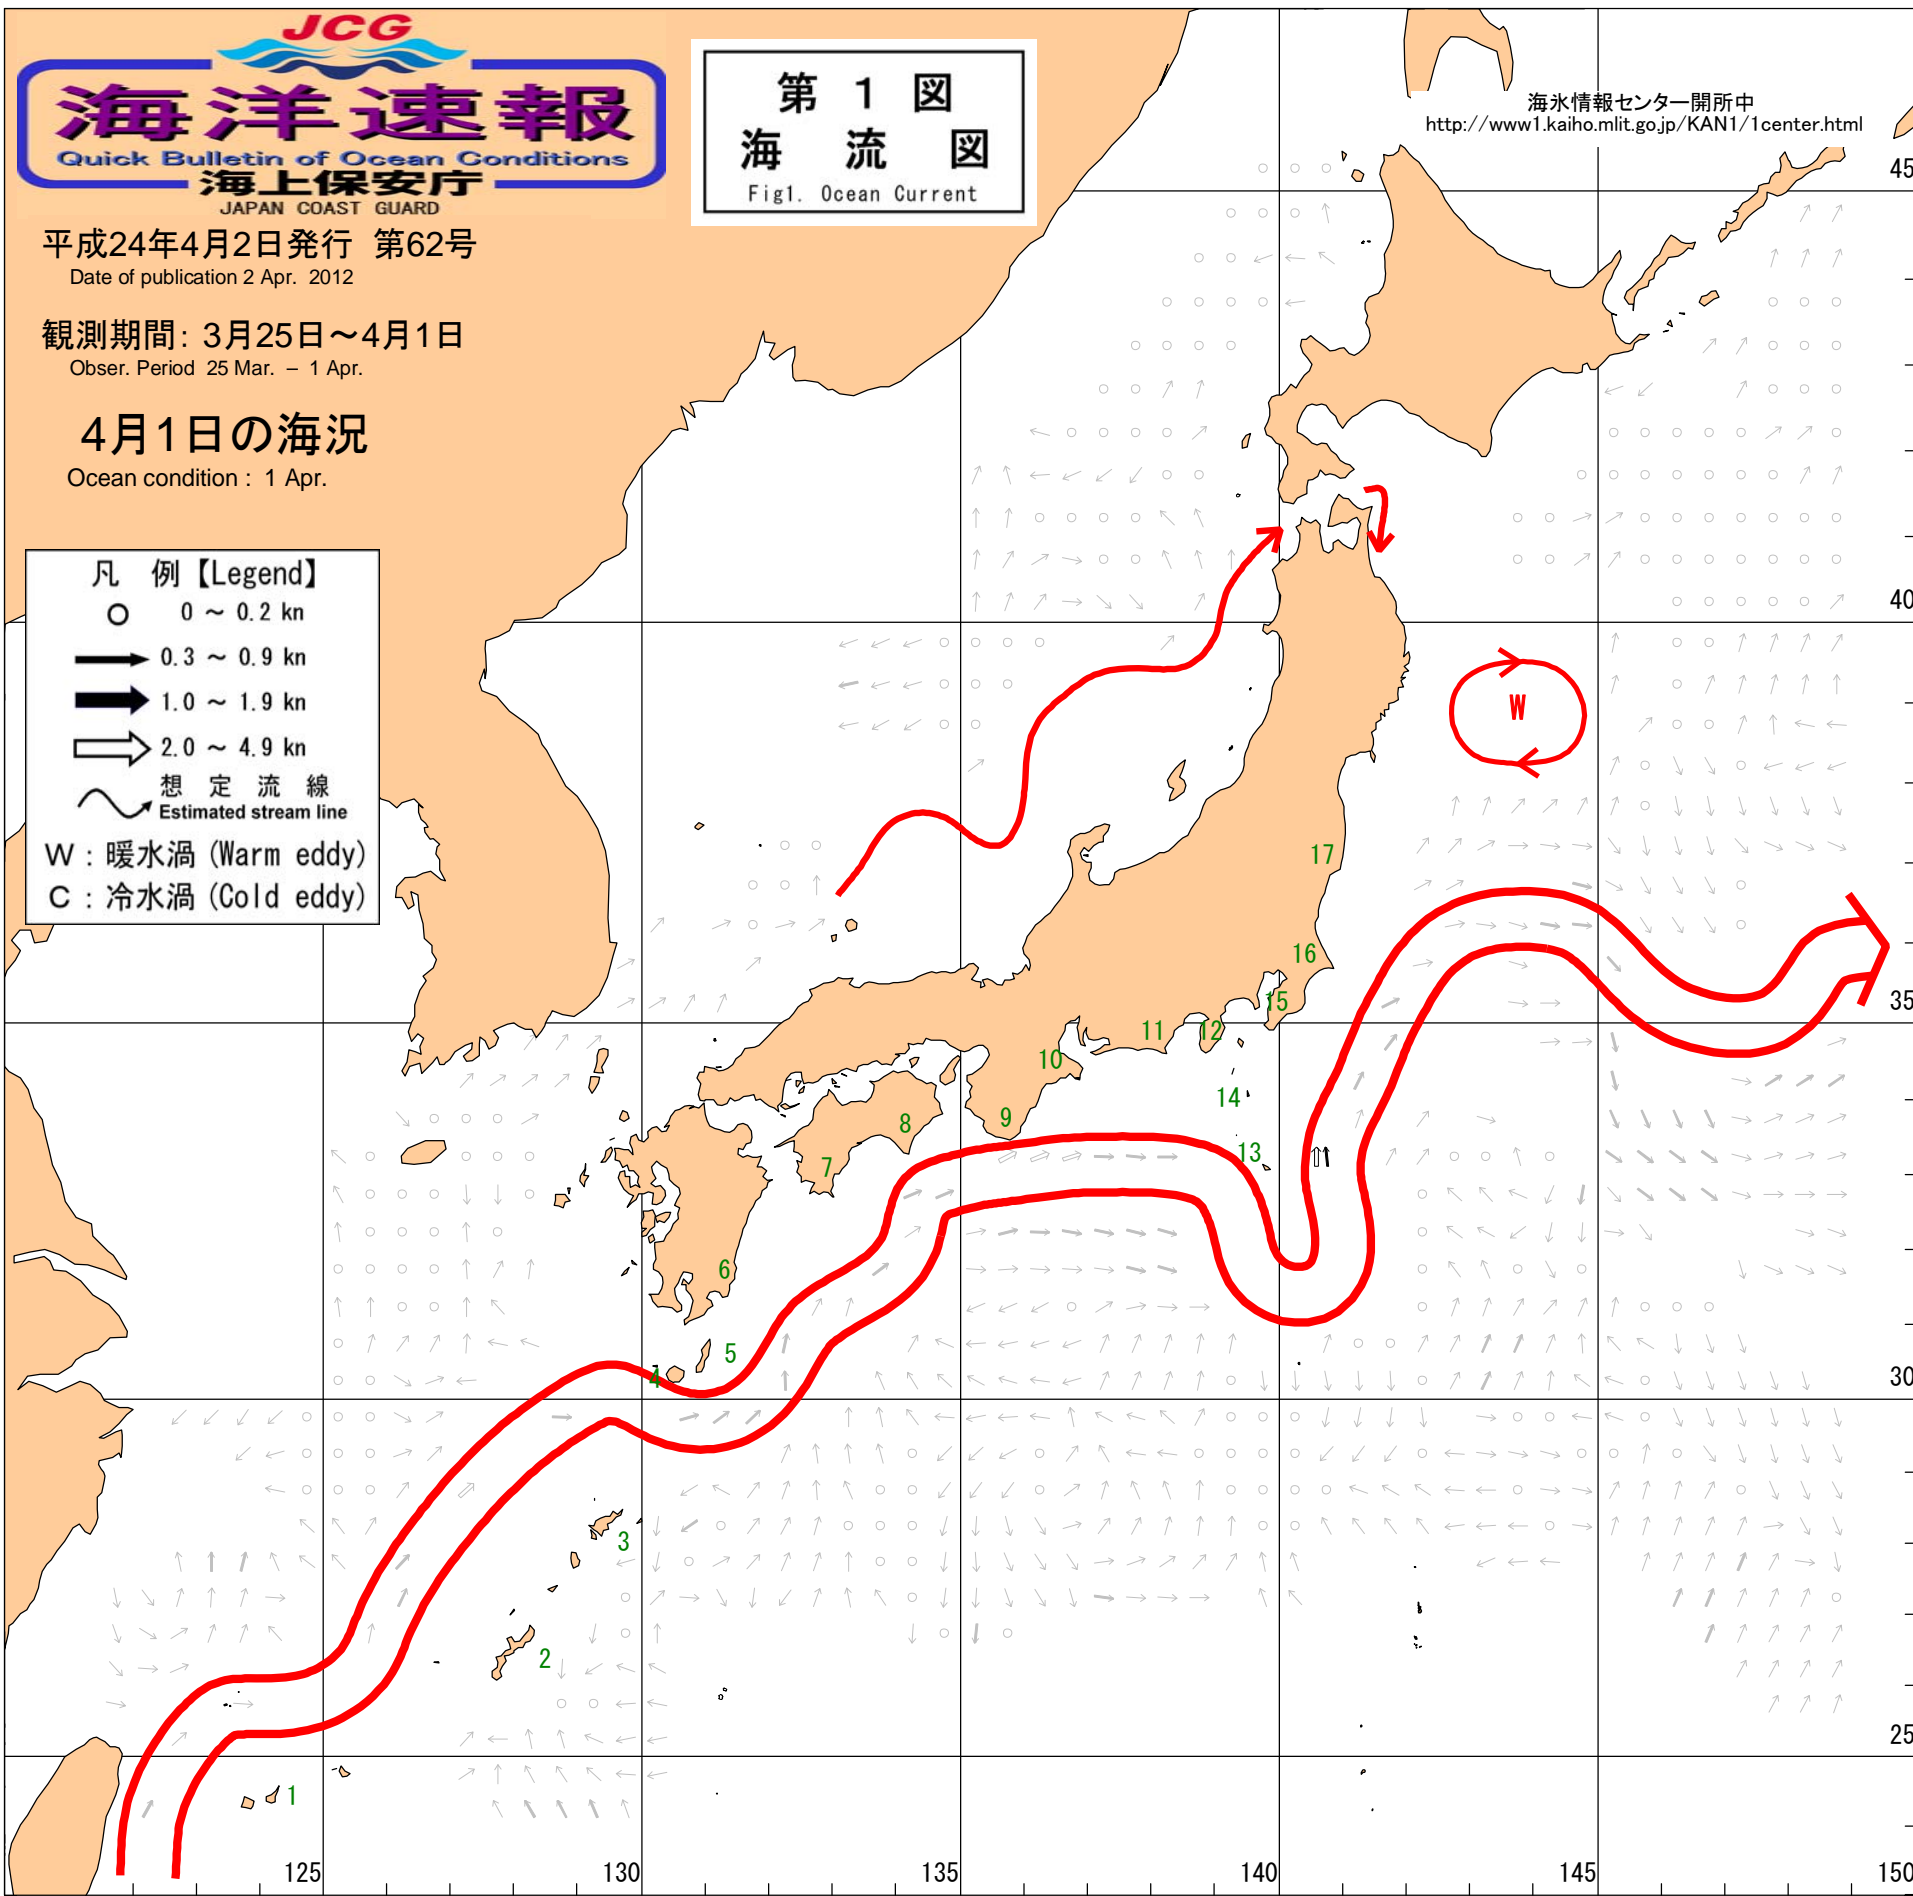 JCG
海洋速報
Quick Bulletin of Ocean Conditions
海上保安庁
JAPAN COAST GUARD
平成24年4月2日発行 第62号
Date of publication 2 Apr. 2012
観測期間: 3月25日～4月1日
Obser. Period 25 Mar. – 1 Apr.
4月1日の海況
Ocean condition : 1 Apr.
第 1 図
海 流 図
Fig1. Ocean Current
海氷情報センター開所中
http://www1.kaiho.mlit.go.jp/KAN1/1center.html
凡 例【Legend】
0 ～ 0.2 kn
0.3 ～ 0.9 kn
1.0 ～ 1.9 kn
2.0 ～ 4.9 kn
想 定 流 線
Estimated stream line
W : 暖水渦 (Warm eddy)
C : 冷水渦 (Cold eddy)
45
40
W
17
16
35
15
12
11
10
14
9
8
13
7
6
5
4
30
3
2
25
1
125
130
135
140
145
150